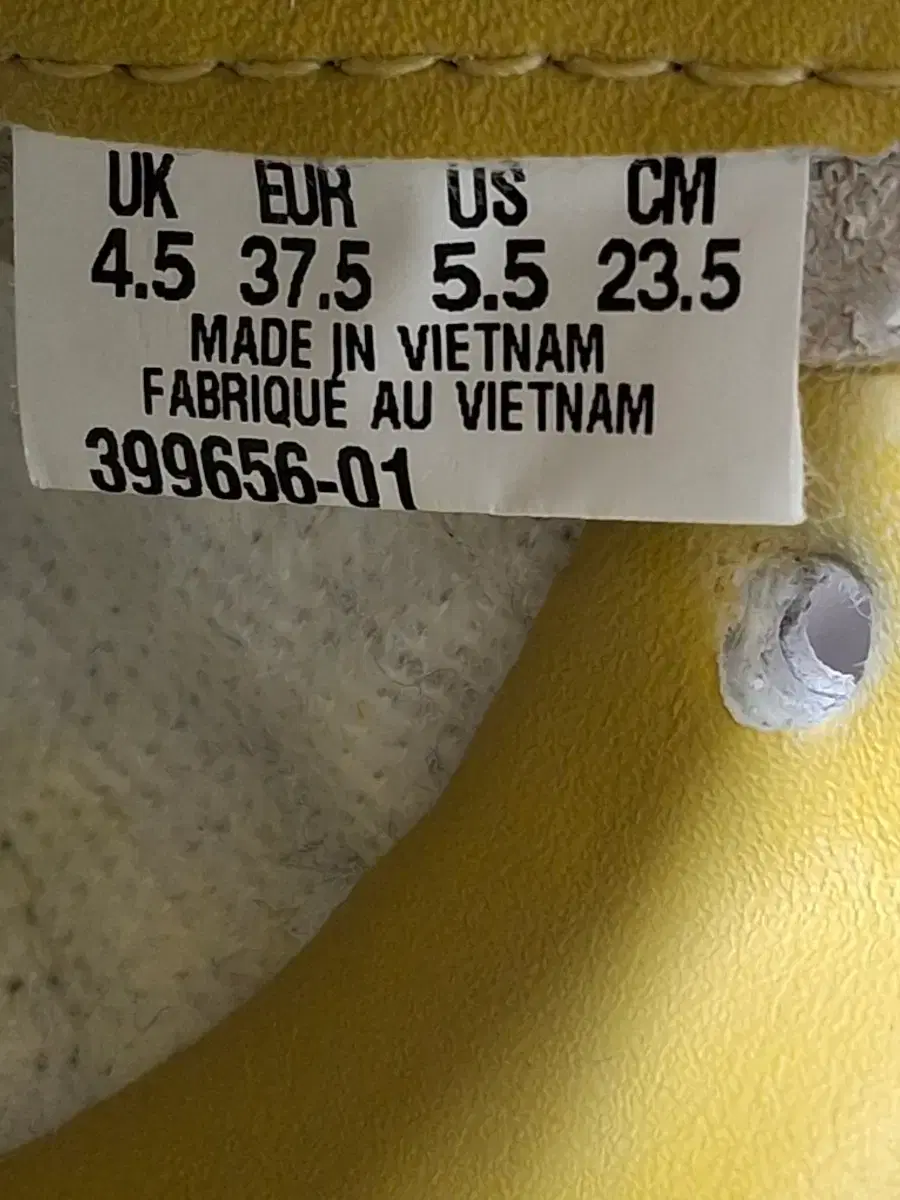 UK EUR US CM
4.5 37.5 5.5 23.5
MADE IN VIETNAM
FABRIQUÉ AU VIETNAM
399656-01